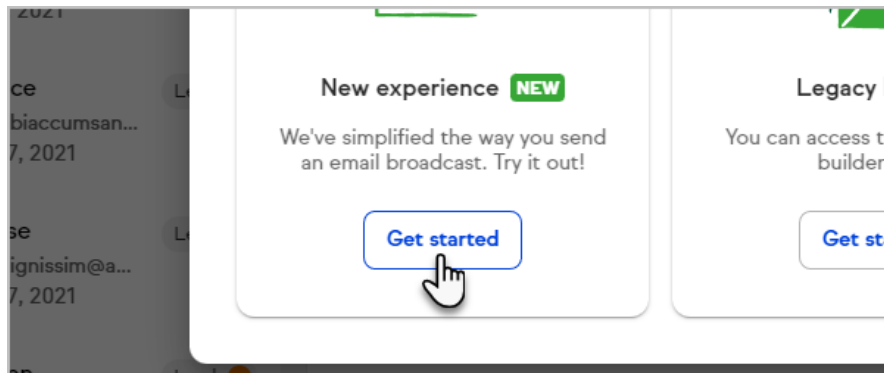 2021
ce
biaccumsan...
7, 2021
se
ignissim@a...
7, 2021
New experience NEW
We've simplified the way you send
an email broadcast. Try it out!
Get started
Legacy
You can access t
builder
Get sta